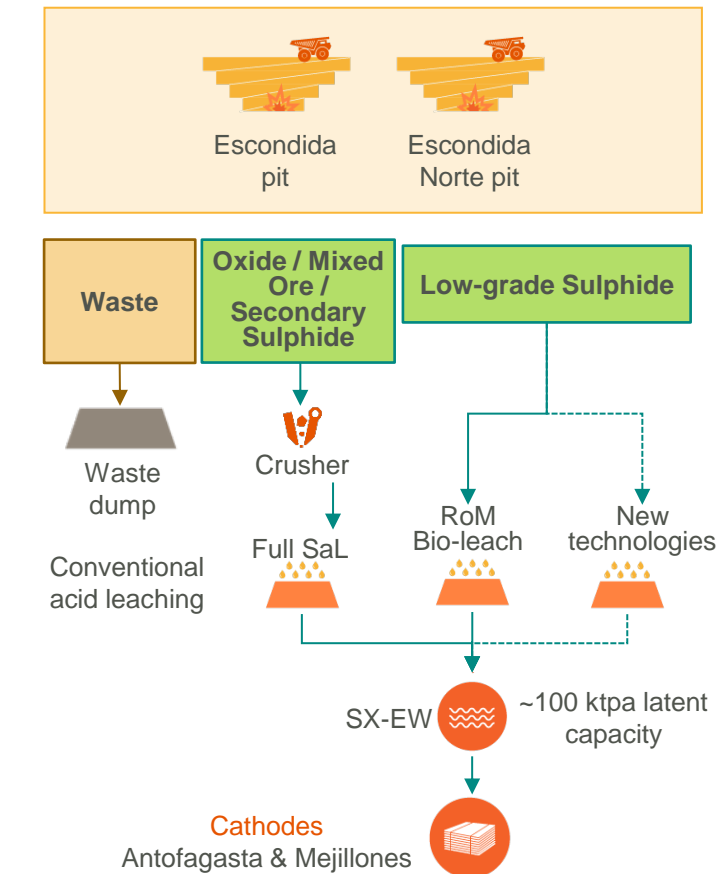 Escondida
pit
Escondida
Norte pit
Waste
Oxide / Mixed
Ore /
Secondary
Sulphide
Low-grade Sulphide
Waste
dump
Crusher
Conventional
acid leaching
Full SaL
RoM
Bio-leach
New
technologies
SX-EW
~100 ktpa latent
capacity
Cathodes
Antofagasta & Mejillones